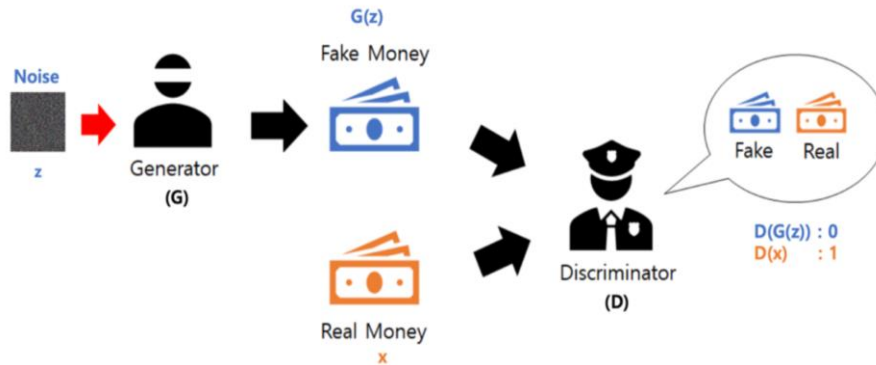 G(z)
Fake Money
Noise
z
Generator
(G)
Real Money
x
Discriminator
(D)
Fake
Real
D(G(z)) : 0
D(x) : 1